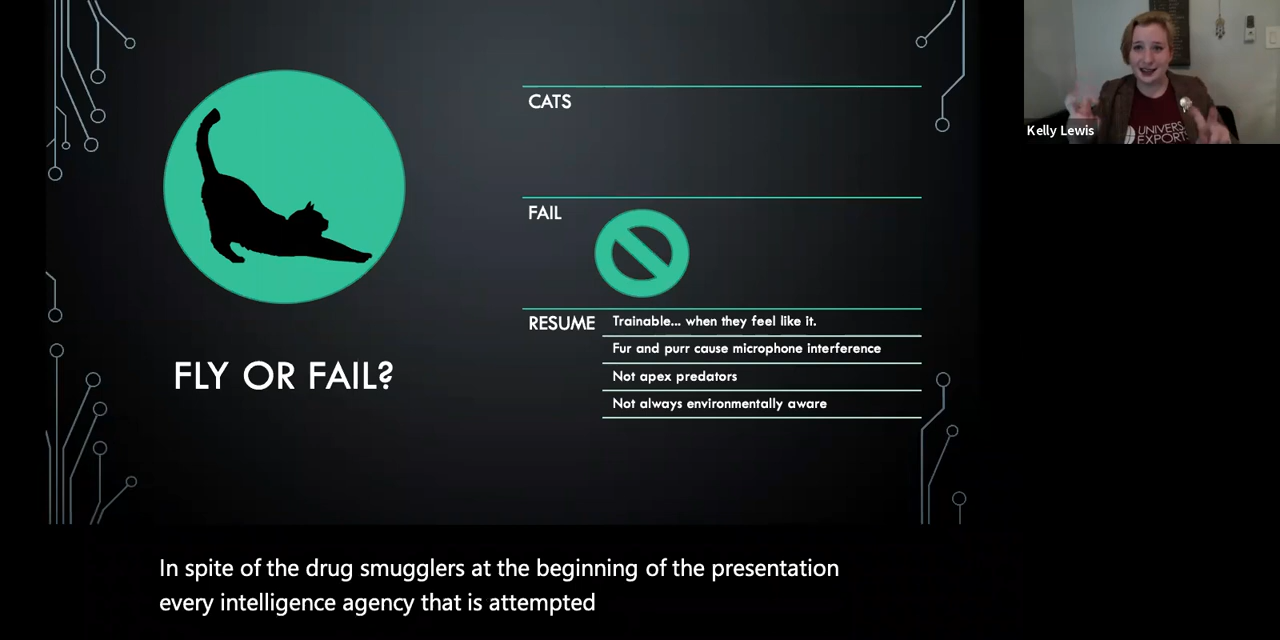 CATS
FAIL
RESUME
Trainable... when they feel like it.
Fur and purr cause microphone interference
Not apex predators
Not always environmentally aware
FLY OR FAIL?
Kelly Lewis
UNIVERS
EXPORTS
In spite of the drug smugglers at the beginning of the presentation
every intelligence agency that is attempted